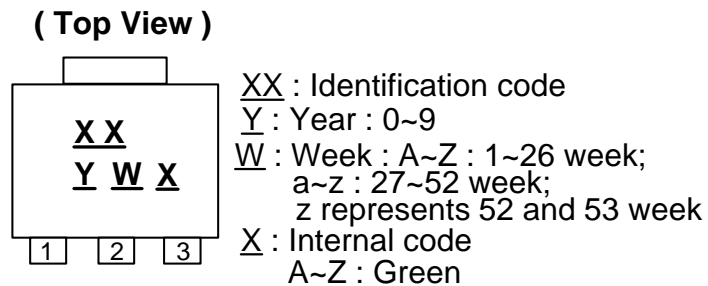 ( Top View )
X X
Y W X
1 2 3
XX : Identification code
Y : Year : 0~9
W : Week : A~Z : 1~26 week;
a~z : 27~52 week;
z represents 52 and 53 week
X : Internal code
A~Z : Green